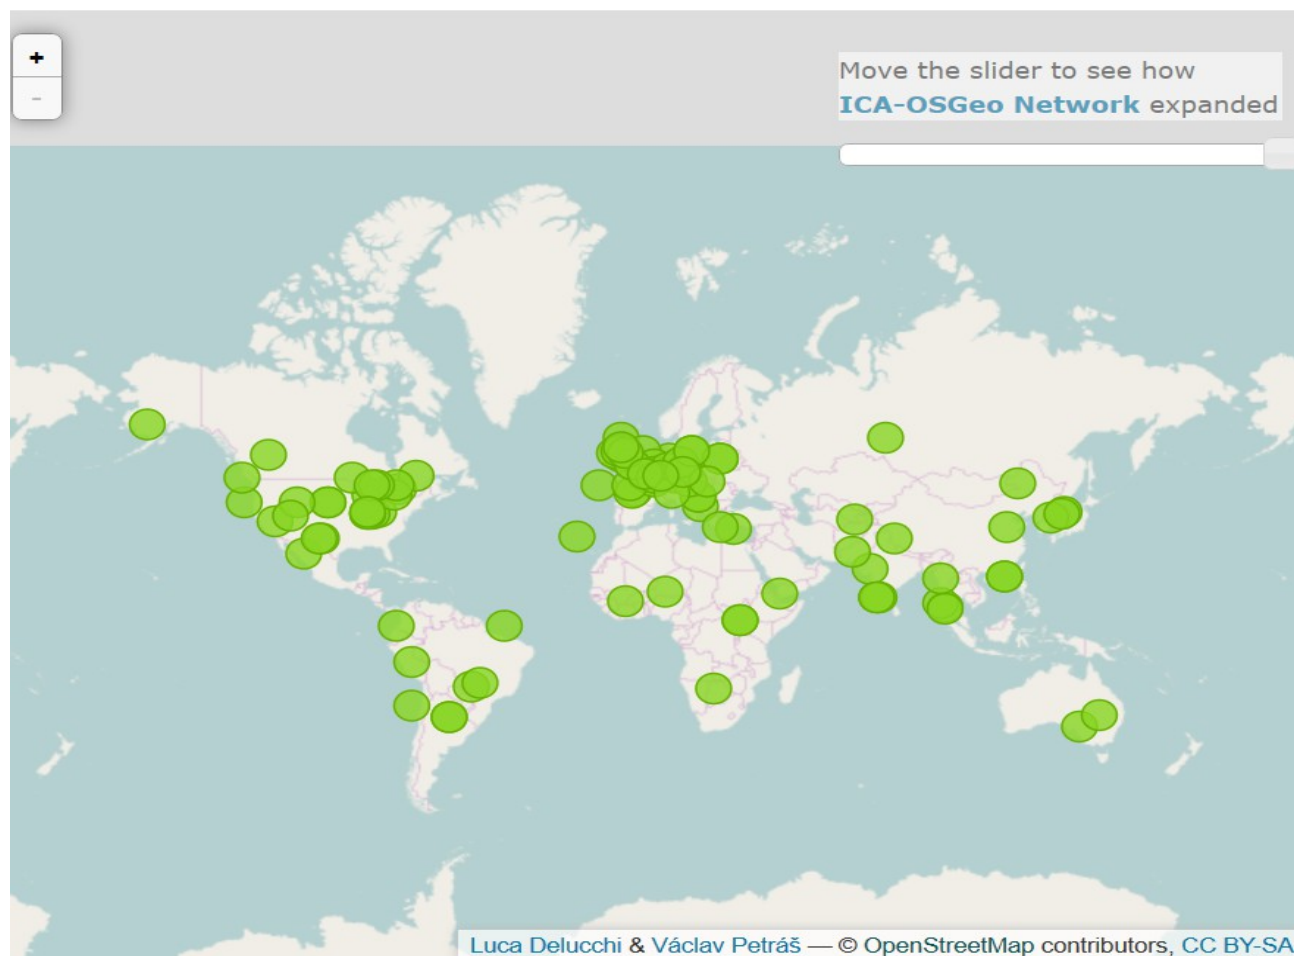 +
-
Move the slider to see how
ICA-OSGeo Network expanded
Luca Delucchi & Václav Petráš — © OpenStreetMap contributors, CC BY-SA